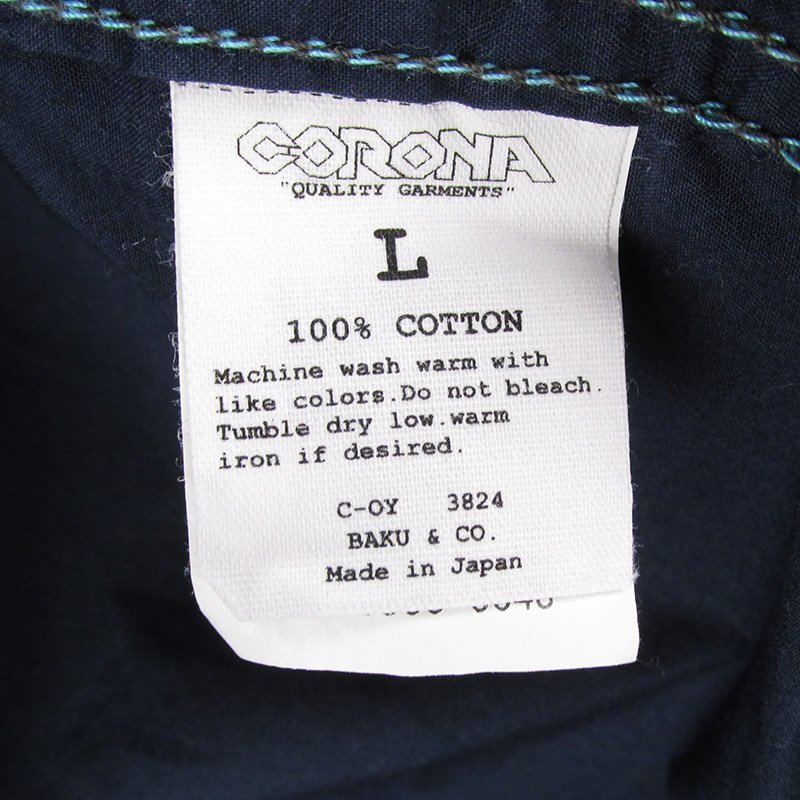 CORONA
"QUALITY GARMENTS"
L
100% COTTON
Machine wash warm with
like colors.Do not bleach.
Tumble dry low.warm
iron if desired.
C-OY 3824
BAKU & CO.
Made in Japan